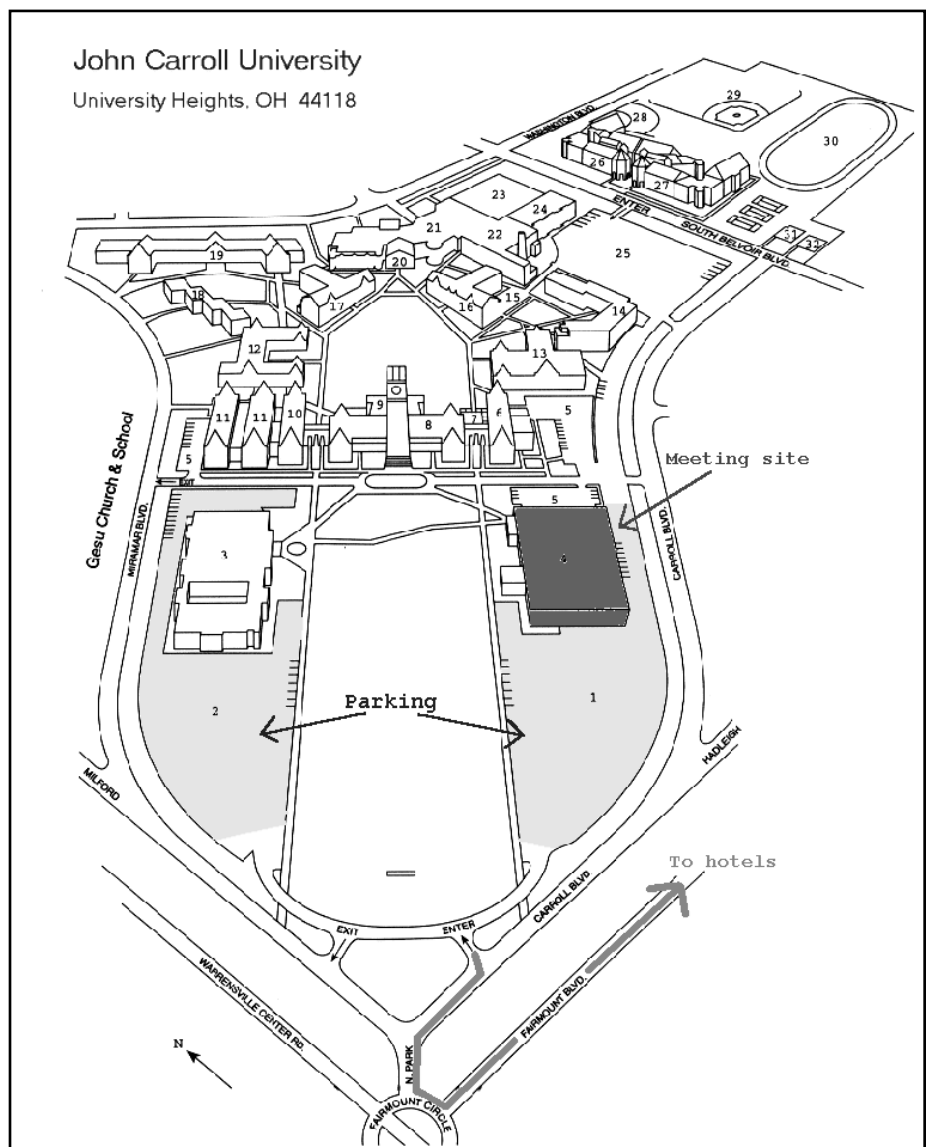 John Carroll University
University Heights, OH 44118
WASHINGTON BLVD.
29
28
30
26
27
ENTER
SOUTH BELVOIR BLVD.
23
24
21
22
31
32
25
19
20
18
17
16
15
14
12
13
11
11
10
9
8
7
6
5
5
Meeting site
5
Gesu Church & School
MIRAMAR BLVD.
CARROLL BLVD.
3
4
Parking
2
1
MILFORD
HADLEIGH
To hotels
EXIT
ENTER
CARROLL BLVD
WARRENSVILLE CENTER RD.
FAIRMOUNT BLVD.
N
N. PARK
FAIRMOUNT CIRCLE